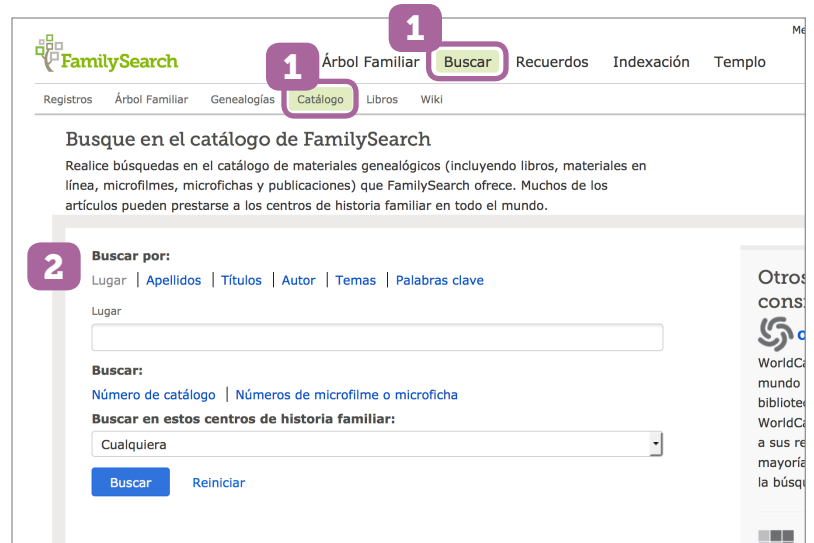 1
Me
FamilySearch
1
Árbol Familiar Buscar Recuerdos Indexación Templo
Registros Árbol Familiar Genealogías Catálogo Libros Wiki
Busque en el catálogo de FamilySearch
Realice búsquedas en el catálogo de materiales genealógicos (incluyendo libros, materiales en
línea, microfilmes, microfichas y publicaciones) que FamilySearch ofrece. Muchos de los
artículos pueden prestarse a los centros de historia familiar en todo el mundo.
2
Buscar por:
Lugar | Apellidos | Títulos | Autor | Temas | Palabras clave
Lugar
Buscar:
Número de catálogo | Números de microfilme o microficha
Buscar en estos centros de historia familiar:
Cualquiera
Buscar Reiniciar
Otros
cons
WorldCa
mundo
bibliote
WorldCa
a sus re
mayoría
la búsqu